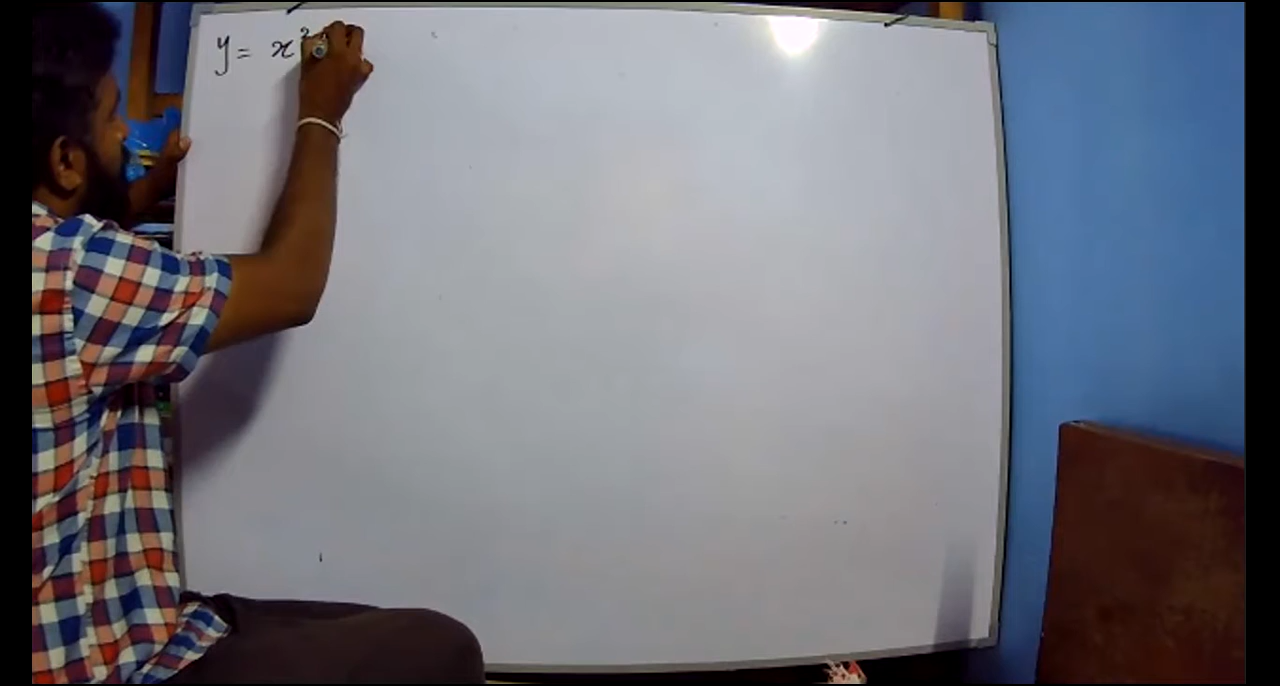 y = x²